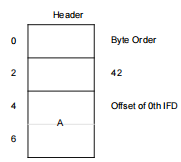 Header
0 Byte Order
2 42
4 Offset of 0th IFD
A
6